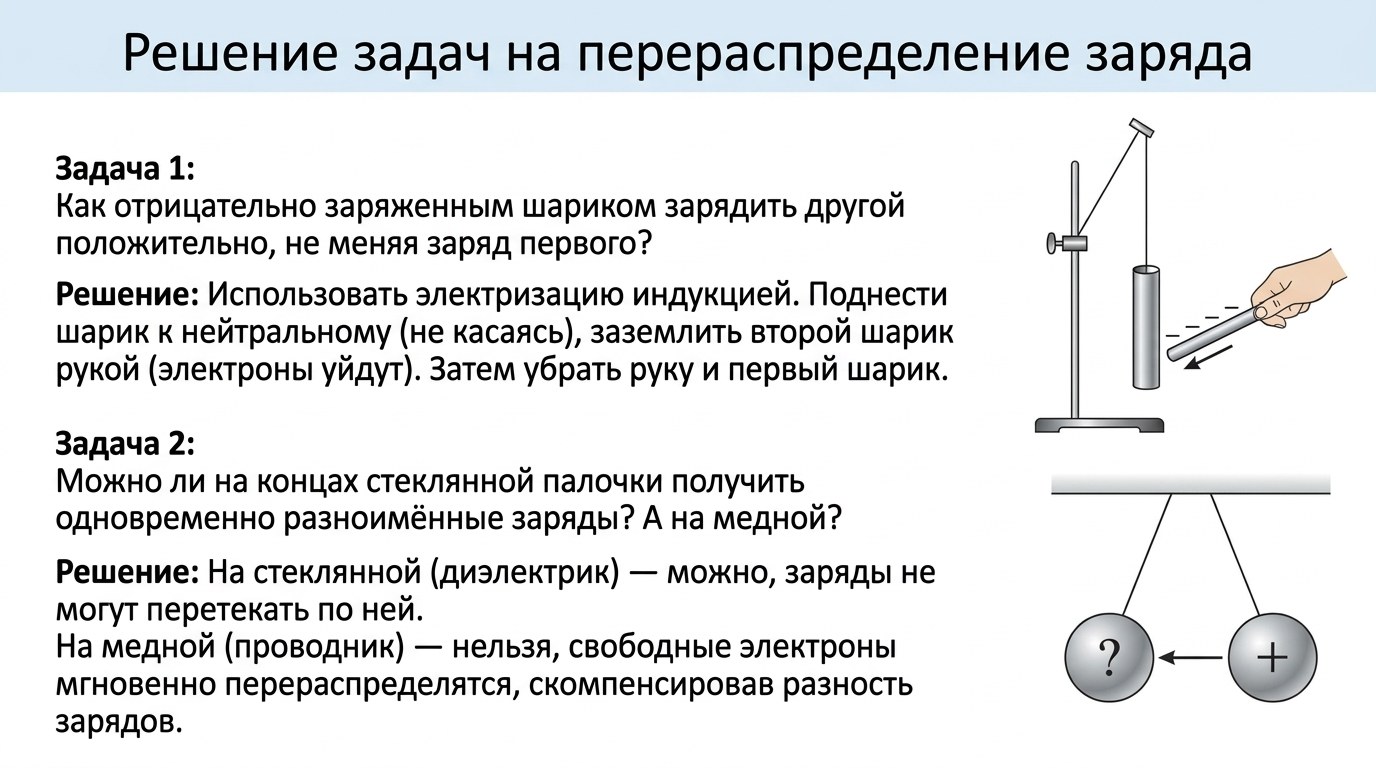 Решение задач на перераспределение заряда
Задача 1:
Как отрицательно заряженным шариком зарядить другой
положительно, не меняя заряд первого?
Решение: Использовать электризацию индукцией. Поднести
шарик к нейтральному (не касаясь), заземлить второй шарик
рукой (электроны уйдут). Затем убрать руку и первый шарик.
Задача 2:
Можно ли на концах стеклянной палочки получить
одновременно разноимённые заряды? А на медной?
Решение: На стеклянной (диэлектрик) — можно, заряды не
могут перетекать по ней.
На медной (проводник) — нельзя, свободные электроны
мгновенно перераспределятся, скомпенсировав разность
зарядов.
– – – – –
? +